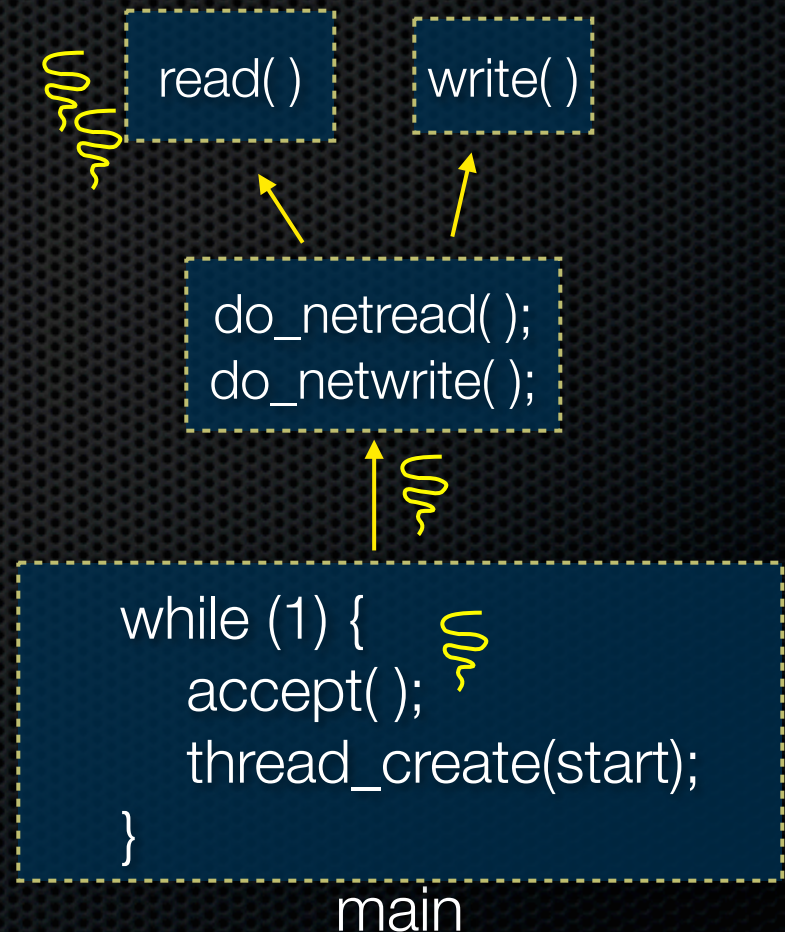 read( )
write( )
do_netread( );
do_netwrite( );
while (1) {
accept( );
thread_create(start);
}
main